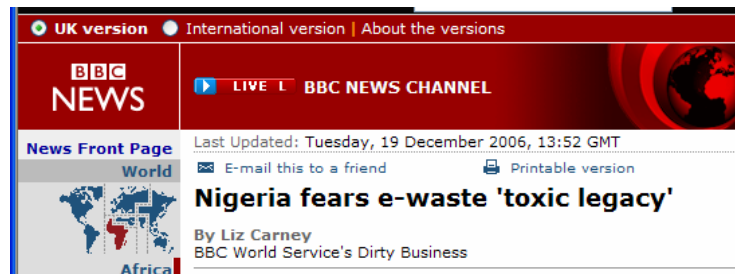 UK version International version | About the versions
BBC
NEWS
LIVE L BBC NEWS CHANNEL
News Front Page
World
Africa
Last Updated: Tuesday, 19 December 2006, 13:52 GMT
E-mail this to a friend Printable version
Nigeria fears e-waste 'toxic legacy'
By Liz Carney
BBC World Service's Dirty Business